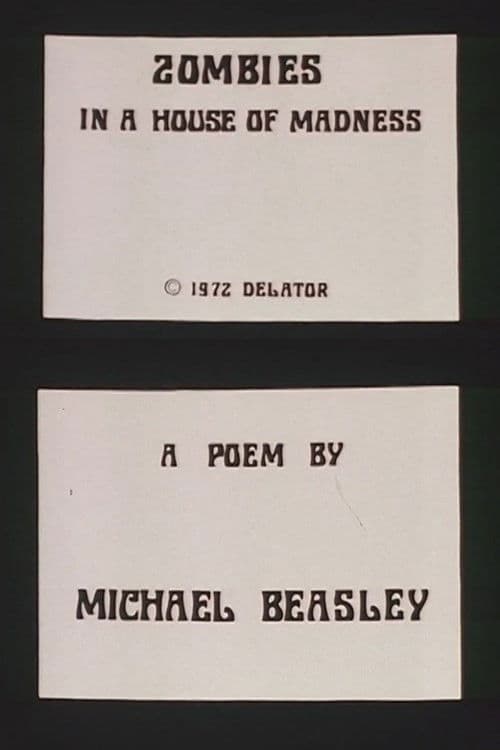 ZOMBIES
IN A HOUSE OF MADNESS
© 1972 DELATOR
A POEM BY
MICHAEL BEASLEY